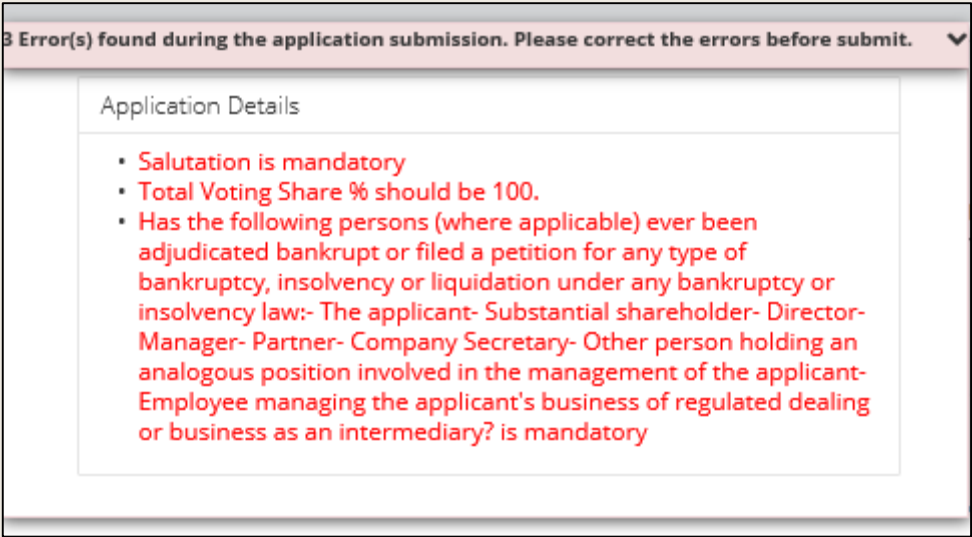 3 Error(s) found during the application submission. Please correct the errors before submit.
Application Details
• Salutation is mandatory
• Total Voting Share % should be 100.
• Has the following persons (where applicable) ever been
adjudicated bankrupt or filed a petition for any type of
bankruptcy, insolvency or liquidation under any bankruptcy or
insolvency law:- The applicant- Substantial shareholder- Director-
Manager- Partner- Company Secretary- Other person holding an
analogous position involved in the management of the applicant-
Employee managing the applicant's business of regulated dealing
or business as an intermediary? is mandatory